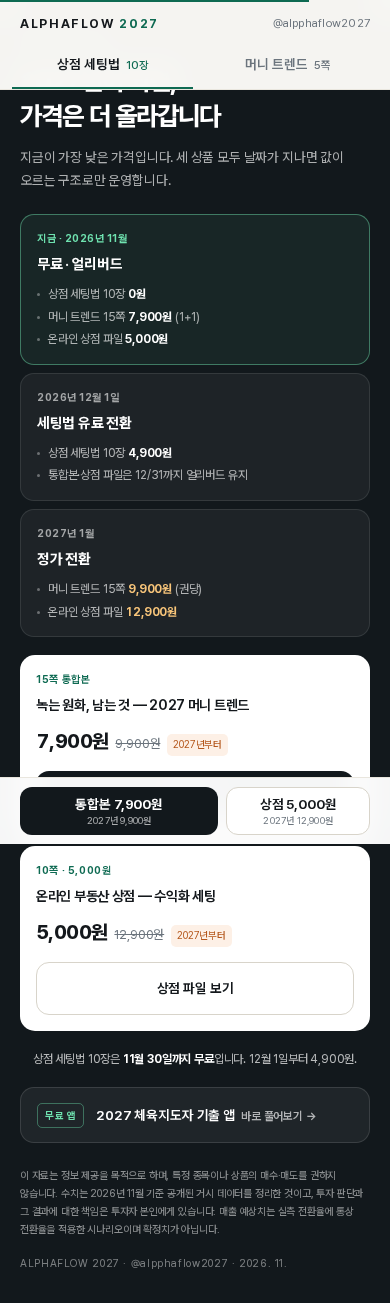 ALPHAFLOW 2027
@alpphaflow2027
상점 세팅법 10장
머니 트렌드 5쪽
가격은 더 올라갑니다
지금이 가장 낮은 가격입니다. 세 상품 모두 날짜가 지나면 값이
오르는 구조로만 운영합니다.
지금 · 2026년 11월
무료 · 얼리버드
• 상점 세팅법 10장 0원
• 머니 트렌드 15쪽 7,900원 (1+1)
• 온라인 상점 파일 5,000원
2026년 12월 1일
세팅법 유료 전환
• 상점 세팅법 10장 4,900원
• 통합본·상점 파일은 12/31까지 얼리버드 유지
2027년 1월
정가 전환
• 머니 트렌드 15쪽 9,900원 (권당)
• 온라인 상점 파일 12,900원
15쪽 통합본
녹는 원화, 남는 것 — 2027 머니 트렌드
7,900원 9,900원 2027년부터
통합본 7,900원
2027년 9,900원
상점 5,000원
2027년 12,900원
10쪽 · 5,000원
온라인 부동산 상점 — 수익화 세팅
5,000원 12,900원 2027년부터
상점 파일 보기
상점 세팅법 10장은 11월 30일까지 무료입니다. 12월 1일부터 4,900원.
무료 앱 2027 체육지도자 기출 앱 바로 풀어보기 →
이 자료는 정보 제공을 목적으로 하며, 특정 종목이나 상품의 매수·매도를 권하지
않습니다. 수치는 2026년 11월 기준 공개된 거시 데이터를 정리한 것이고, 투자 판단과
그 결과에 대한 책임은 투자자 본인에게 있습니다. 매출 예상치는 실측 전환율에 통상
전환율을 적용한 시나리오이며 확정치가 아닙니다.
ALPHAFLOW 2027 · @alpphaflow2027 · 2026. 11.